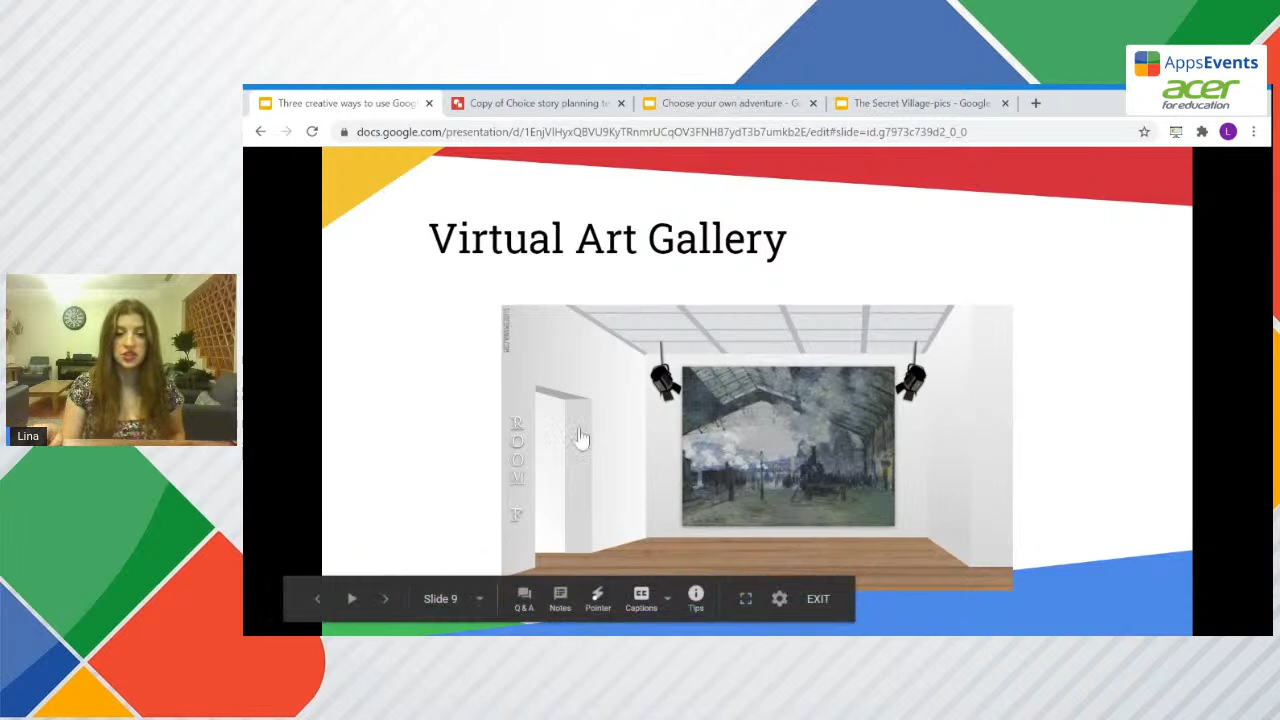 AppsEvents
acer
for education
Three creative ways to use Goog
Copy of Choice story planning te
Choose your own adventure - G
The Secret Village-pics - Google
docs.google.com/presentation/d/1EnjVlHyxQBVU9KyTRnmrUCqOV3FNH87ydT3b7umkb2E/edit#slide=id.g7973c739d2_0_0
L
Virtual Art Gallery
ROOM F
Lina
Slide 9
Q & A
Notes
Pointer
CC
Captions
Tips
EXIT